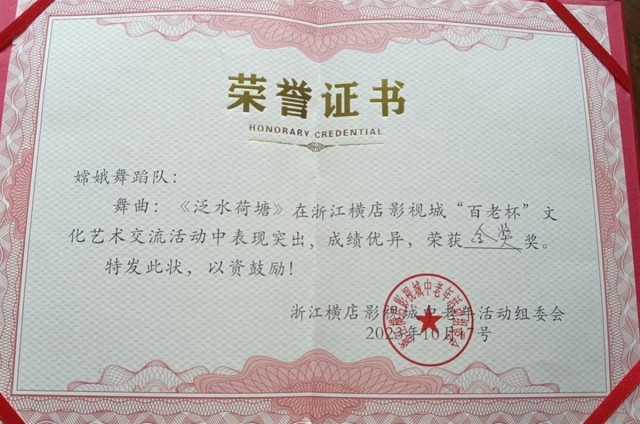 荣誉证书
HONORARY CREDENTIAL
嫦娥舞蹈队：
舞曲：《泛水荷塘》在浙江横店影视城“百老杯”文
化艺术交流活动中表现突出，成绩优异，荣获金奖奖。
特发此状，以资鼓励！
浙江横店影视城中老年活动组委会
2023年10月17号